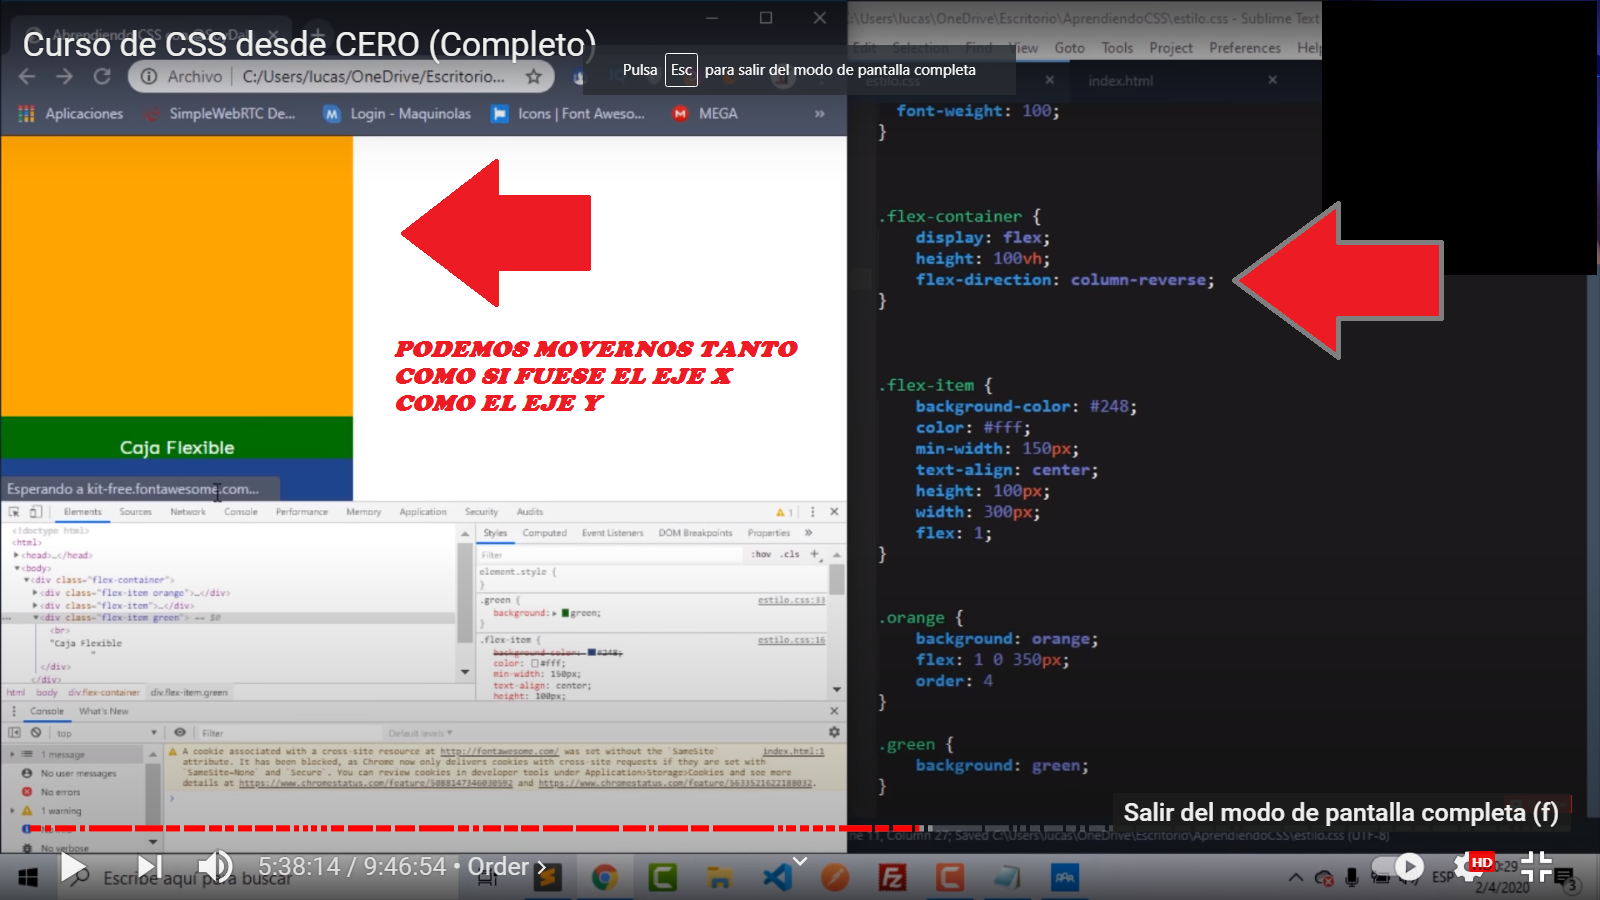 Curso de CSS desde CERO (Completo)
Pulsa Esc para salir del modo de pantalla completa
C:\Users\lucas\OneDrive\Escritorio\AprendiendoCSS\estilo.css - Sublime Text
Edit Selection Find View Goto Tools Project Preferences Help
Archivo C:/Users/lucas/OneDrive/Escritorio...
Aplicaciones SimpleWebRTC De... Login - Maquinolas Icons | Font Aweso... MEGA »
estilo.css index.html
font-weight: 100;
}
.flex-container {
display: flex;
height: 100vh;
flex-direction: column-reverse;
}
.flex-item {
background-color: #248;
color: #fff;
min-width: 150px;
text-align: center;
height: 100px;
width: 300px;
flex: 1;
}
.orange {
background: orange;
flex: 1 0 350px;
order: 4
}
.green {
background: green;
}
PODEMOS MOVERNOS TANTO
COMO SI FUESE EL EJE X
COMO EL EJE Y
Caja Flexible
Esperando a kit-free.fontawesome.com...
Elements Sources Network Console Performance Memory Application Security Audits 1
<!doctype html>
<html>
<head>…</head>
<body>
<div class="flex-container">
<div class="flex-item orange">…</div>
<div class="flex-item">…</div>
<div class="flex-item green"> == $0
<br>
"Caja Flexible
"
</div>
</div>
html body div.flex-container div.flex-item.green
Styles Computed Event Listeners DOM Breakpoints Properties »
Filter :hov .cls +
element.style {
}
.green { estilo.css:33
background: green;
}
.flex-item { estilo.css:16
background-color: #248;
color: #fff;
min-width: 150px;
text-align: center;
height: 100px;
Console What's New
top Filter Default levels
1 message
No user messages
No errors
1 warning
No verbose
A cookie associated with a cross-site resource at http://fontawesome.com/ was set without the `SameSite` index.html:1
attribute. It has been blocked, as Chrome now only delivers cookies with cross-site requests if they are set with
`SameSite=None` and `Secure`. You can review cookies in developer tools under Application>Storage>Cookies and see more
details at https://www.chromestatus.com/feature/5088147346030592 and https://www.chromestatus.com/feature/5633521622188032.
Salir del modo de pantalla completa (f)
Column 27; Saved C:\Users\lucas\OneDrive\Escritorio\AprendiendoCSS\estilo.css (UTF-8)
5:38:14 / 9:46:54 • Order
Escribe aquí para buscar
HD
ESP
0:29
2/4/2020
3